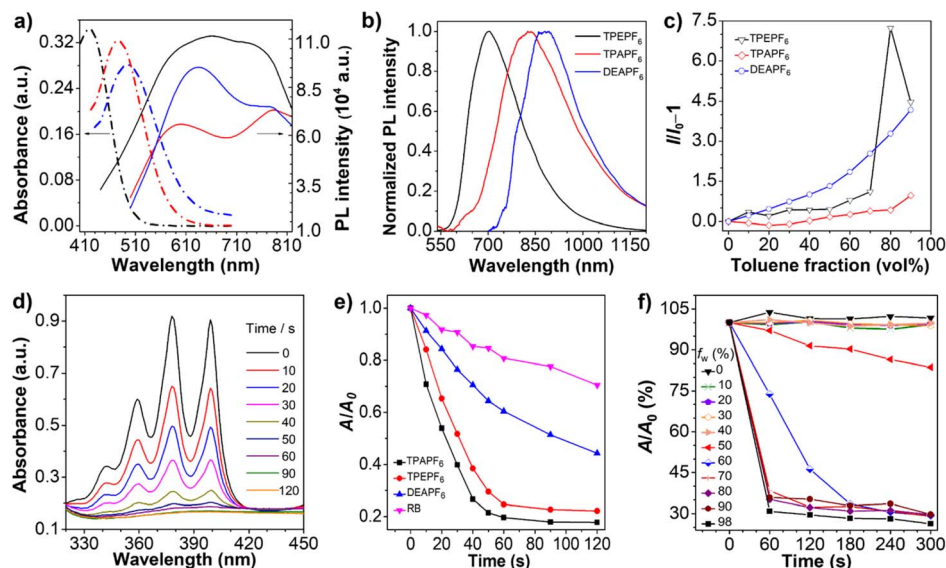 a)
0.32
0.24
0.16
0.08
0.00
Absorbance (a.u.)
11.0
8.5
6.0
3.5
1.0
PL intensity (10⁴ a.u.)
410 510 610 710 810
Wavelength (nm)
b)
TPEPF₆
TPAPF₆
DEAPF₆
1.0
0.8
0.6
0.4
0.2
0.0
Normalized PL intensity
550 700 850 1000 1150
Wavelength (nm)
c)
TPEPF₆
TPAPF₆
DEAPF₆
7.5
6.0
4.5
3.0
1.5
0.0
I/I₀–1
0 20 40 60 80 100
Toluene fraction (vol%)
d)
0.9
0.7
0.5
0.3
0.1
Absorbance (a.u.)
Time / s
0
10
20
30
40
50
60
90
120
330 360 390 420 450
Wavelength (nm)
e)
1.0
0.8
0.6
0.4
0.2
A/A₀
TPAPF₆
TPEPF₆
DEAPF₆
RB
0 20 40 60 80 100 120
Time (s)
f)
105
90
75
60
45
30
A/A₀ (%)
f_w (%)
0
10
20
30
40
50
60
70
80
90
98
0 60 120 180 240 300
Time (s)